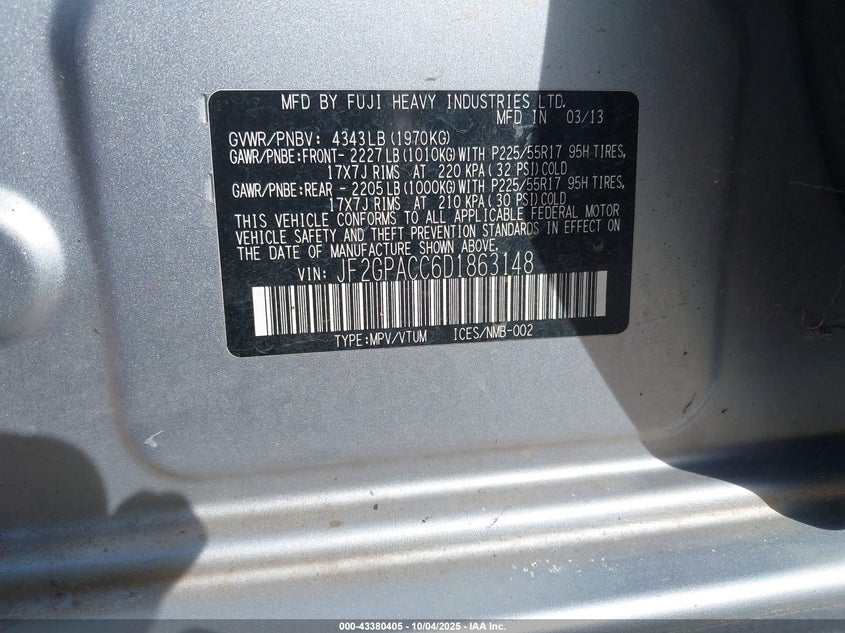 MFD BY FUJI HEAVY INDUSTRIES LTD.
MFD IN 03/13
GVWR/PNBV: 4343LB (1970KG)
GAWR/PNBE:FRONT- 2227 LB (1010KG) WITH P225/55R17 95H TIRES,
17X7J RIMS AT 220 KPA ( 32 PSI) COLD
GAWR/PNBE:REAR - 2205 LB (1000KG) WITH P225/55R17 95H TIRES,
17X7J RIMS AT 210 KPA ( 30 PSI) COLD
THIS VEHICLE CONFORMS TO ALL APPLICABLE FEDERAL MOTOR
VEHICLE SAFETY AND THEFT PREVENTION STANDARDS IN EFFECT ON
THE DATE OF MANUFACTURE SHOWN ABOVE.
VIN: JF2GPACC6D1863148
TYPE:MPV/VTUM ICES/NMB-002
000-43380405 - 10/04/2025 - IAA Inc.